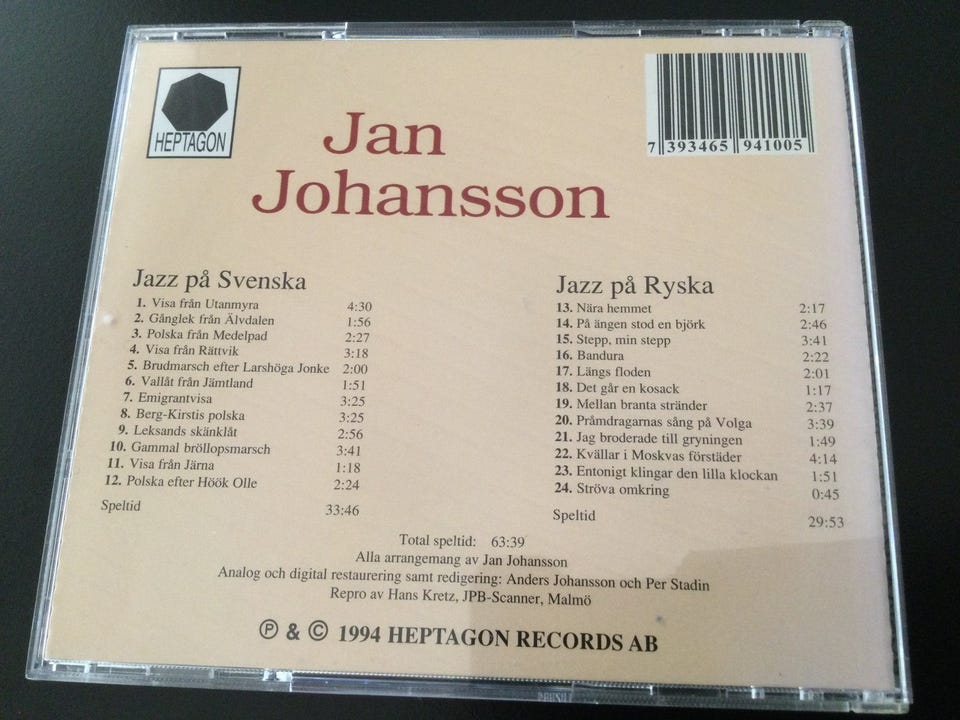 HEPTAGON
7 393465 941005
Jan
Johansson
Jazz på Svenska
1. Visa från Utanmyra 4:30
2. Gånglek från Älvdalen 1:56
3. Polska från Medelpad 2:27
4. Visa från Rättvik 3:18
5. Brudmarsch efter Larshöga Jonke 2:00
6. Vallåt från Jämtland 1:51
7. Emigrantvisa 3:25
8. Berg-Kirstis polska 3:25
9. Leksands skänklåt 2:56
10. Gammal bröllopsmarsch 3:41
11. Visa från Järna 1:18
12. Polska efter Höök Olle 2:24
Speltid 33:46
Jazz på Ryska
13. Nära hemmet 2:17
14. På ängen stod en björk 2:46
15. Stepp, min stepp 3:41
16. Bandura 2:22
17. Längs floden 2:01
18. Det går en kosack 1:17
19. Mellan branta stränder 2:37
20. Pråmdragarnas sång på Volga 3:39
21. Jag broderade till gryningen 1:49
22. Kvällar i Moskvas förstäder 4:14
23. Entonigt klingar den lilla klockan 1:51
24. Ströva omkring 0:45
Speltid 29:53
Total speltid: 63:39
Alla arrangemang av Jan Johansson
Analog och digital restaurering samt redigering: Anders Johansson och Per Stadin
Repro av Hans Kretz, JPB-Scanner, Malmö
℗ & © 1994 HEPTAGON RECORDS AB